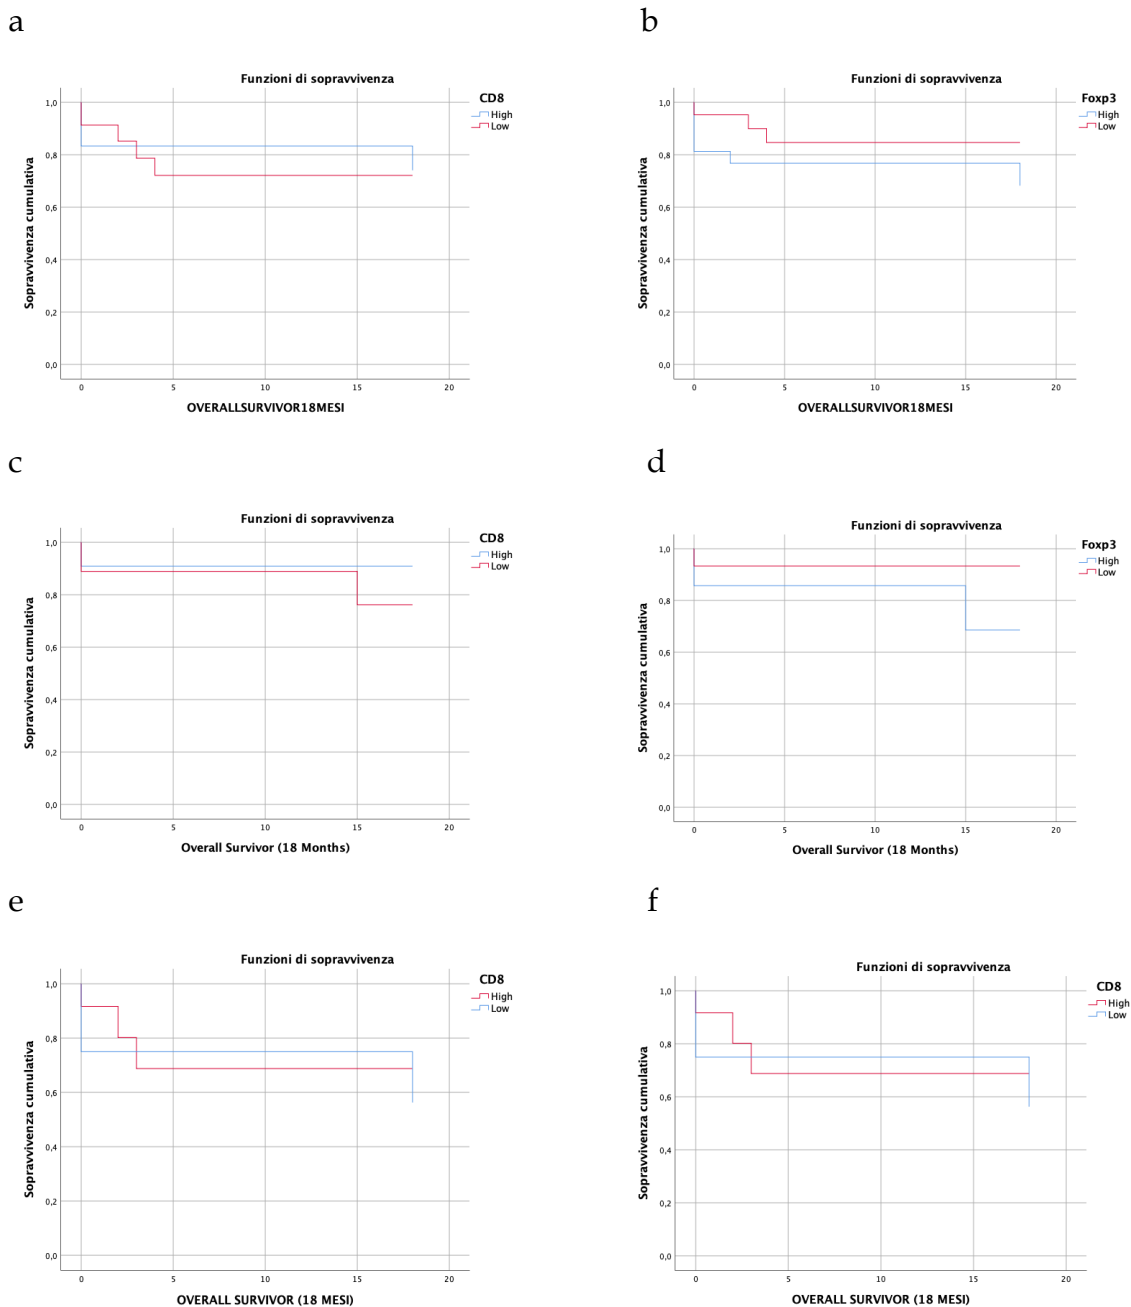 a
Funzioni di sopravvivenza
CD8
High
Low
Sopravvivenza cumulativa
1,0
0,8
0,6
0,4
0,2
0,0
0 5 10 15 20
OVERALLSURVIVOR18MESI
b
Funzioni di sopravvivenza
Foxp3
High
Low
Sopravvivenza cumulativa
1,0
0,8
0,6
0,4
0,2
0,0
0 5 10 15 20
OVERALLSURVIVOR18MESI
c
Funzioni di sopravvivenza
CD8
High
Low
Sopravvivenza cumulativa
1,0
0,8
0,6
0,4
0,2
0,0
0 5 10 15 20
Overall Survivor (18 Months)
d
Funzioni di sopravvivenza
Foxp3
High
Low
Sopravvivenza cumulativa
1,0
0,8
0,6
0,4
0,2
0,0
0 5 10 15 20
Overall Survivor (18 Months)
e
Funzioni di sopravvivenza
CD8
High
Low
Sopravvivenza cumulativa
1,0
0,8
0,6
0,4
0,2
0,0
0 5 10 15 20
OVERALL SURVIVOR (18 MESI)
f
Funzioni di sopravvivenza
CD8
High
Low
Sopravvivenza cumulativa
1,0
0,8
0,6
0,4
0,2
0,0
0 5 10 15 20
OVERALL SURVIVOR (18 MESI)